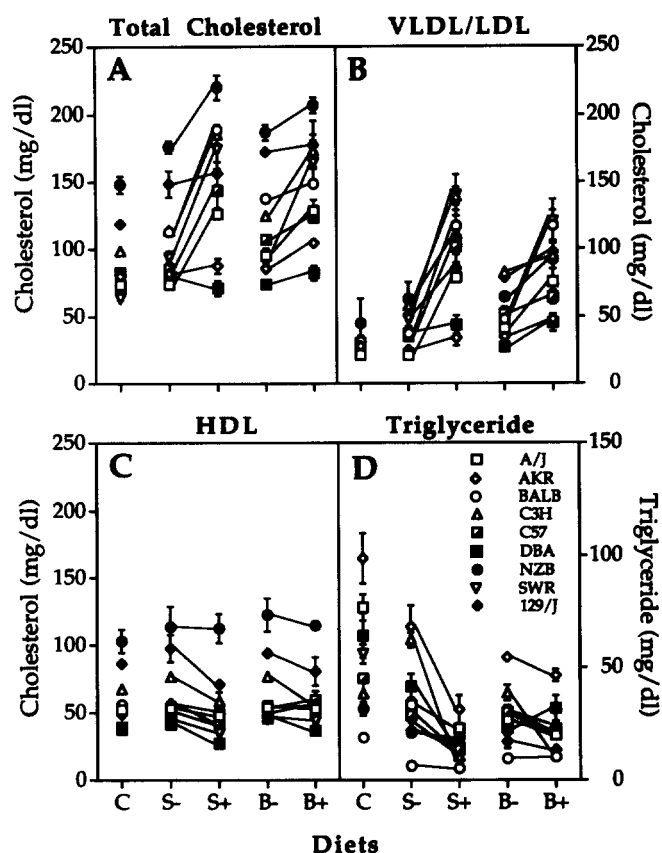 Total Cholesterol VLDL/LDL
250 A B 250
200 200
150 150
100 100
50 50
0 0
Cholesterol (mg/dl)
Cholesterol (mg/dl)
HDL Triglyceride
250 C D 150
200
150 100
100 50
50
0 0
Cholesterol (mg/dl)
Triglyceride (mg/dl)
A/J
AKR
BALB
C3H
C57
DBA
NZB
SWR
129/J
C S- S+ B- B+ C S- S+ B- B+
Diets